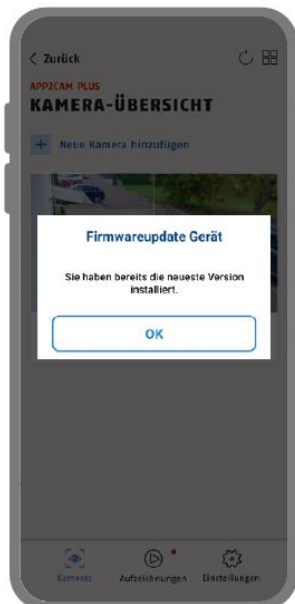 Zurück
APP2CAM PLUS
KAMERA-ÜBERSICHT
Neue Kamera hinzufügen
Firmwareupdate Gerät
Sie haben bereits die neueste Version
installiert.
OK
Kameras Aufzeichnungen Einstellungen